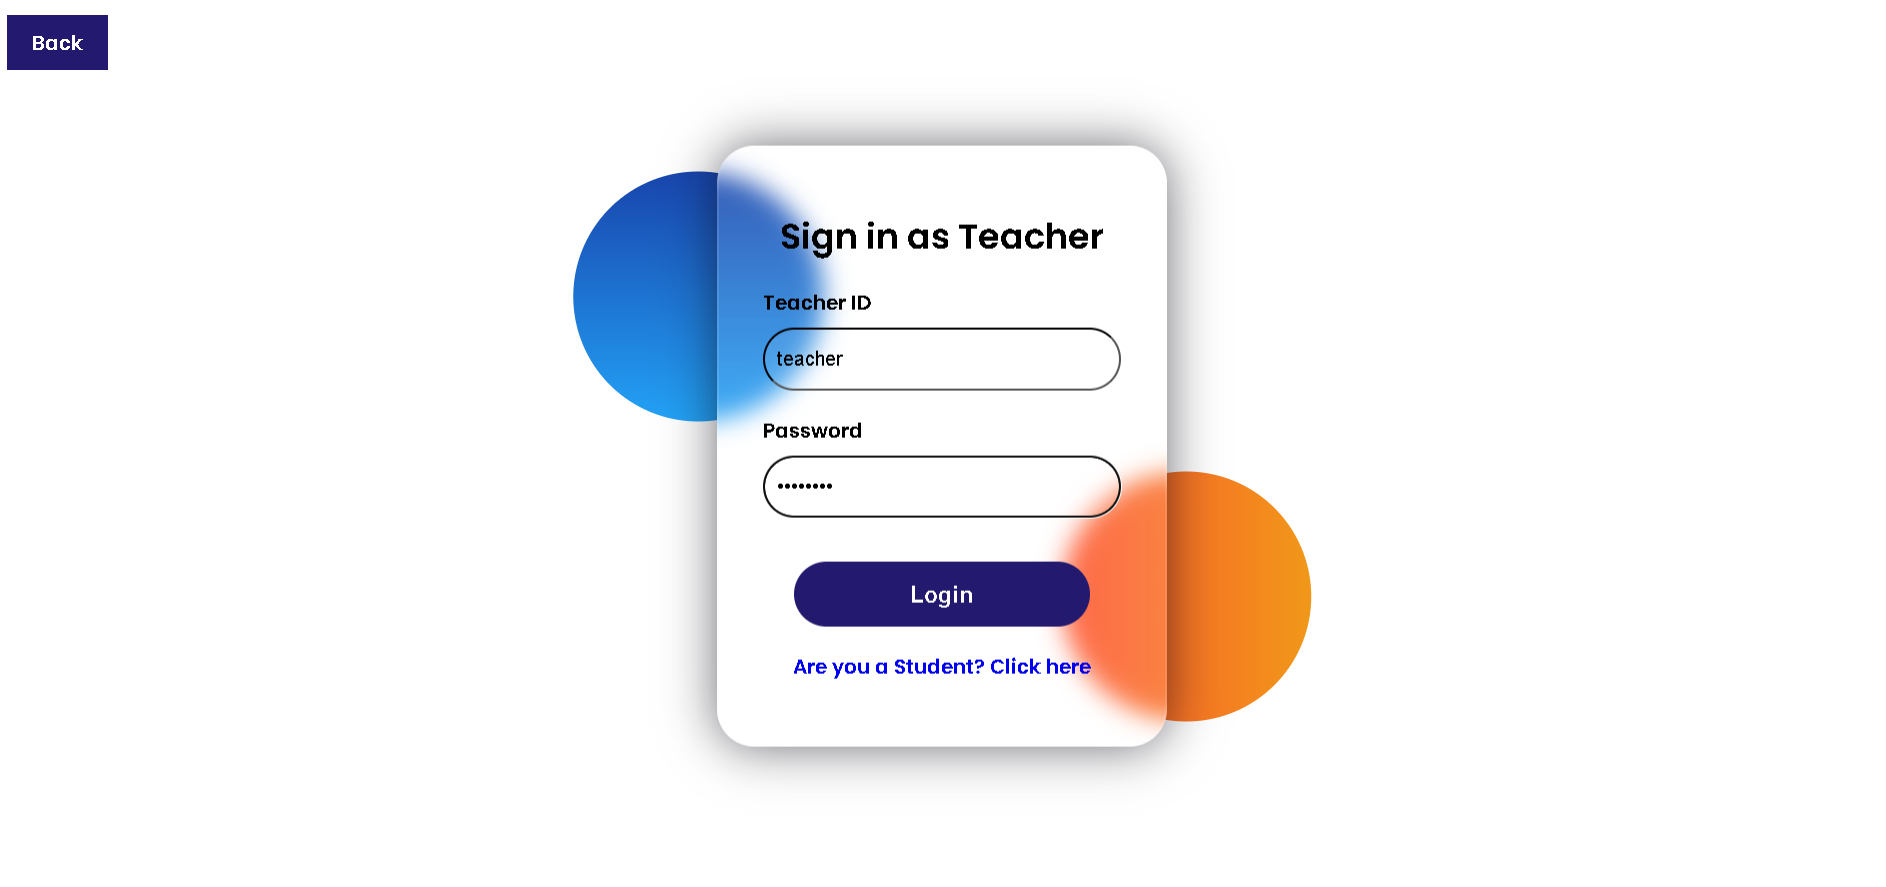 Back
Sign in as Teacher
Teacher ID
teacher
Password
••••••••
Login
Are you a Student? Click here